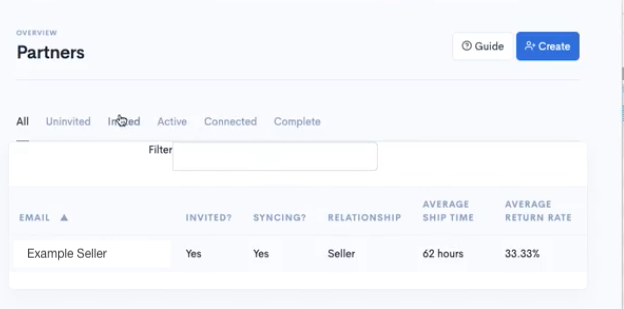 OVERVIEW
Partners
Guide
Create
All Uninvited Invited Active Connected Complete
Filter
EMAIL ▲ INVITED? SYNCING? RELATIONSHIP AVERAGE SHIP TIME AVERAGE RETURN RATE
Example Seller Yes Yes Seller 62 hours 33.33%